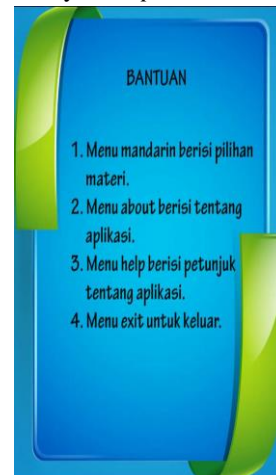 BANTUAN
1. Menu mandarin berisi pilihan
materi.
2. Menu about berisi tentang
aplikasi.
3. Menu help berisi petunjuk
tentang aplikasi.
4. Menu exit untuk keluar.